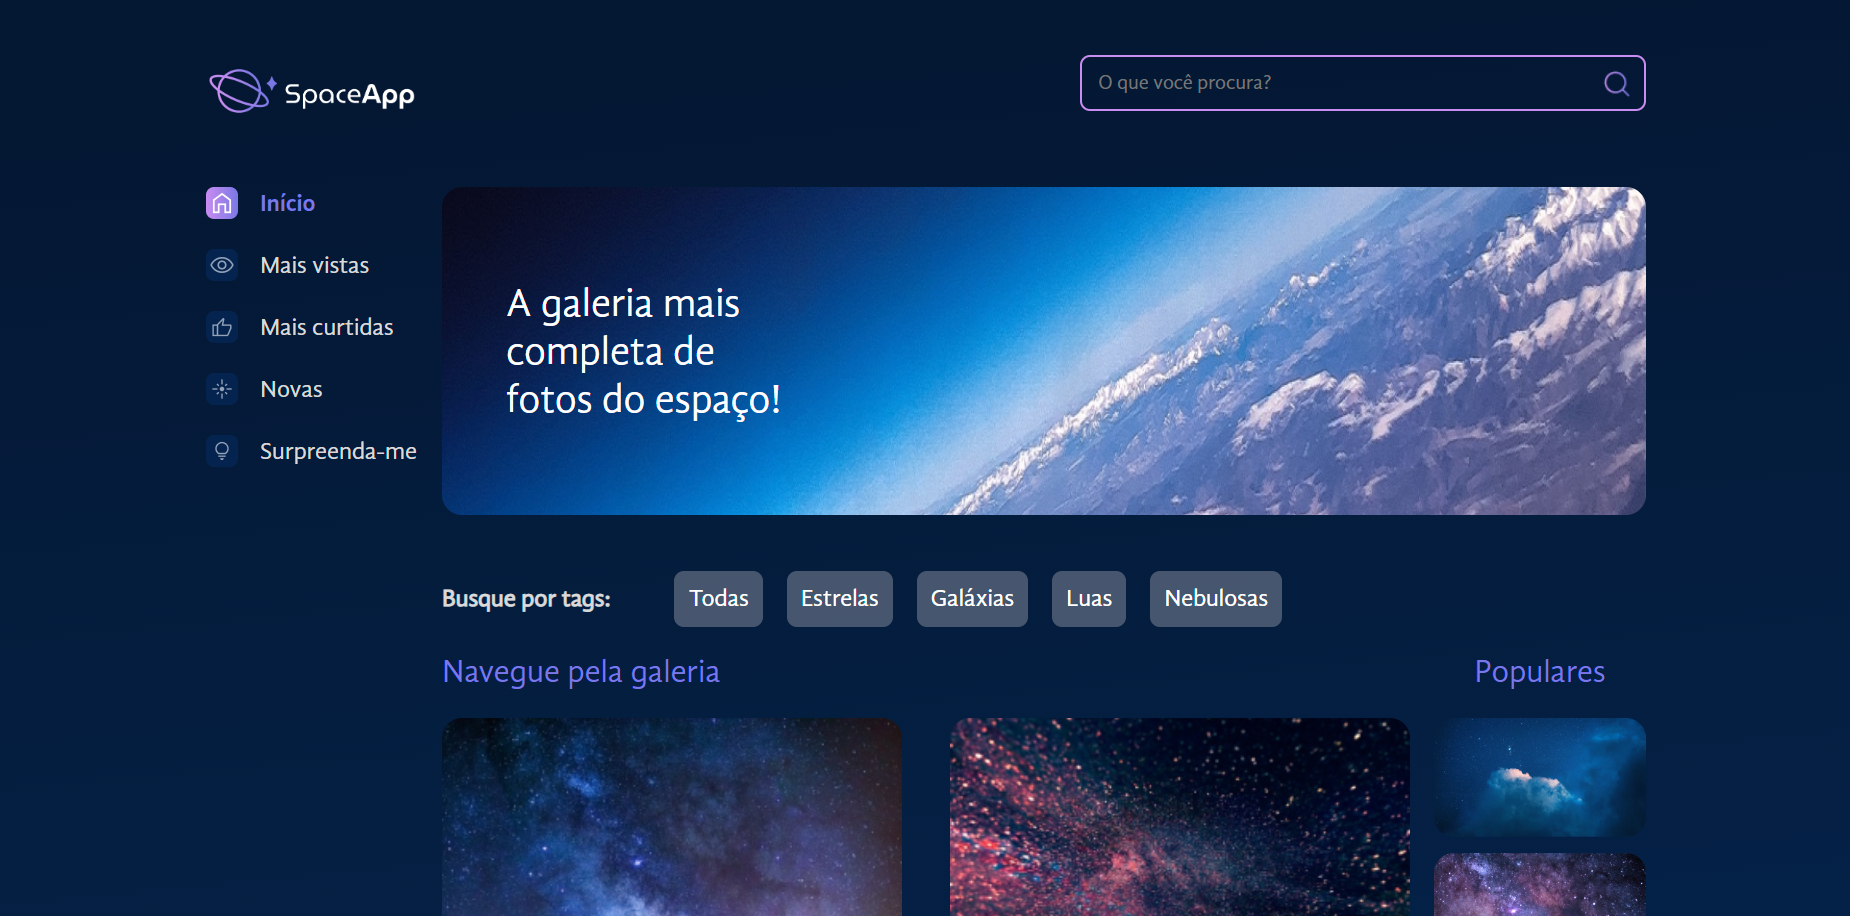 SpaceApp
O que você procura?
Início
Mais vistas
Mais curtidas
Novas
Surpreenda-me
A galeria mais
completa de
fotos do espaço!
Busque por tags:
Todas
Estrelas
Galáxias
Luas
Nebulosas
Navegue pela galeria
Populares